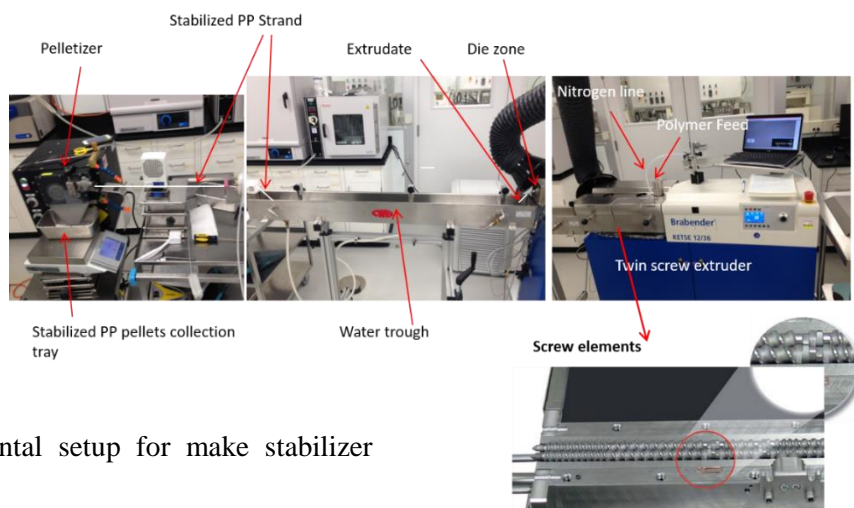 Stabilized PP Strand
Pelletizer
Extrudate
Die zone
Nitrogen line
Polymer Feed
Brabender
KETSE 12/36
Twin screw extruder
Stabilized PP pellets collection
tray
Water trough
Screw elements
ntal setup for make stabilizer